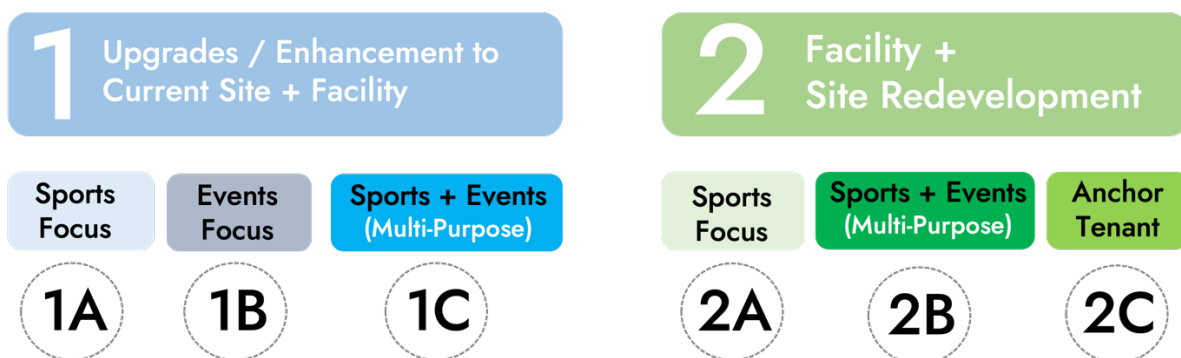 1
Upgrades / Enhancement to
Current Site + Facility
2
Facility +
Site Redevelopment
Sports
Focus
Events
Focus
Sports + Events
(Multi-Purpose)
Sports
Focus
Sports + Events
(Multi-Purpose)
Anchor
Tenant
1A
1B
1C
2A
2B
2C